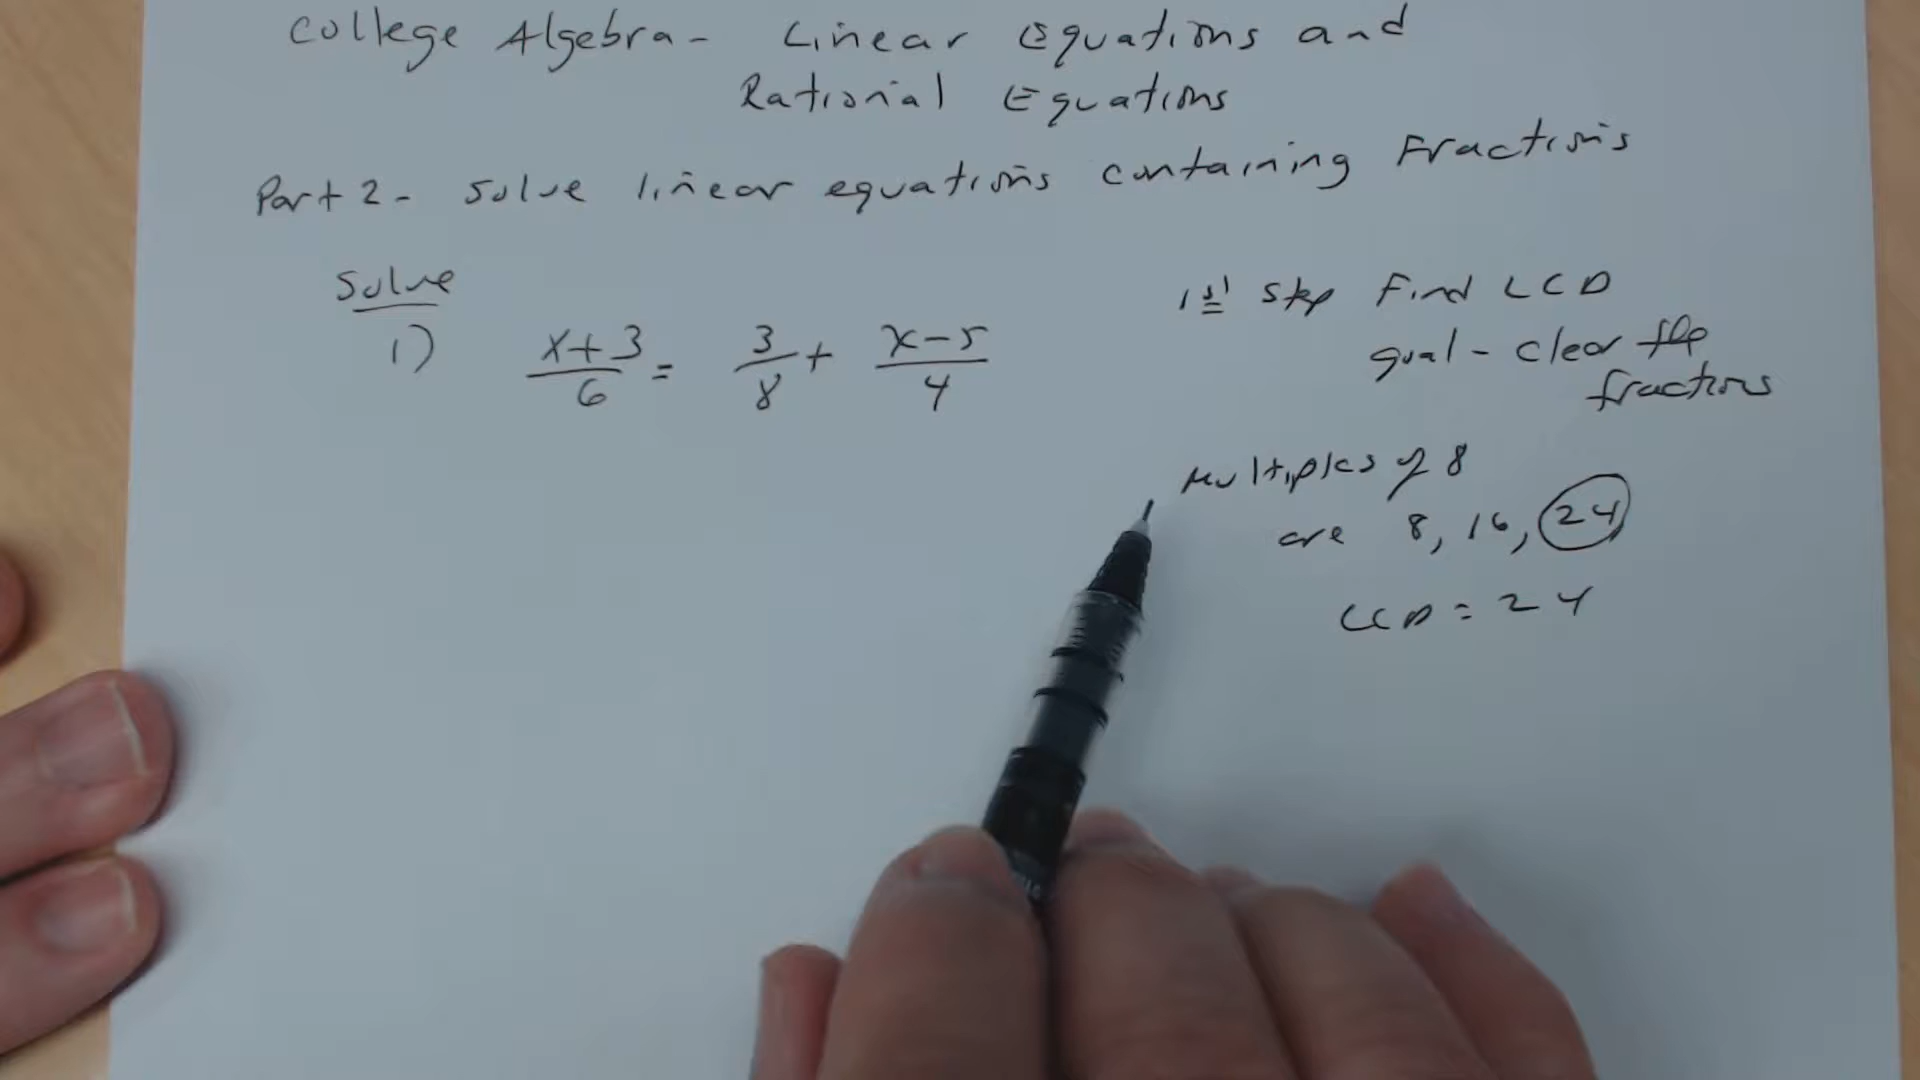 College Algebra - Linear Equations and
Rational Equations
Part 2 - Solve linear equations containing Fractions
Solve
1) x+3/6 = 3/8 + x-5/4
1st Step Find LCD
goal - clear the
fractions
Multiples of 8
are 8, 16, 24
LCD = 24